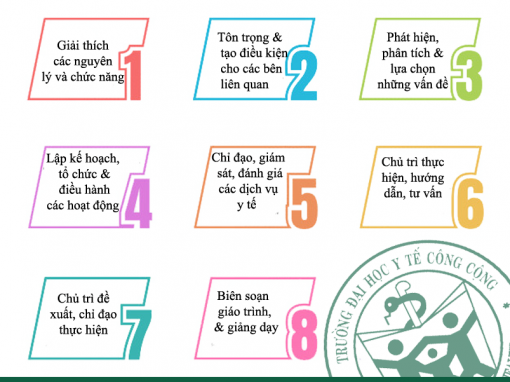 Giải thích
các nguyên
lý và chức năng
1
Tôn trọng &
tạo điều kiện
cho các bên
liên quan
2
Phát hiện,
phân tích &
lựa chọn
những vấn đề
3
Lập kế hoạch,
tổ chức &
điều hành
các hoạt động
4
Chỉ đạo, giám
sát, đánh giá
các dịch vụ
y tế
5
Chủ trì thực
hiện, hướng
dẫn, tư vấn
6
Chủ trì đề
xuất, chỉ đạo
thực hiện
7
Biên soạn
giáo trình,
& giảng dạy
8
TRƯỜNG ĐẠI HỌC Y TẾ CÔNG CỘNG